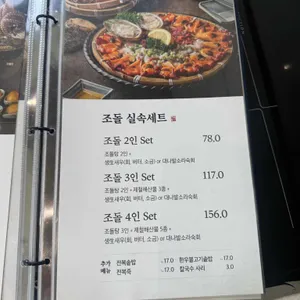 조돌 실속세트
조돌 2인 Set 78.0
조돌탕 2인 +
생또새우(회, 버터, 소금) or 대나발소라숙회
조돌 3인 Set 117.0
조돌탕 2인 + 제철해산물 3종 +
생또새우(회, 버터, 소금) or 대나발소라숙회
조돌 4인 Set 156.0
조돌탕 3인 + 제철해산물 5종 +
생또새우(회, 버터, 소금) or 대나발소라숙회
추가 메뉴
전복솥밥 - 17.0 한우불고기솥밥 - 17.0
전복죽 - 17.0 칼국수 사리 3.0